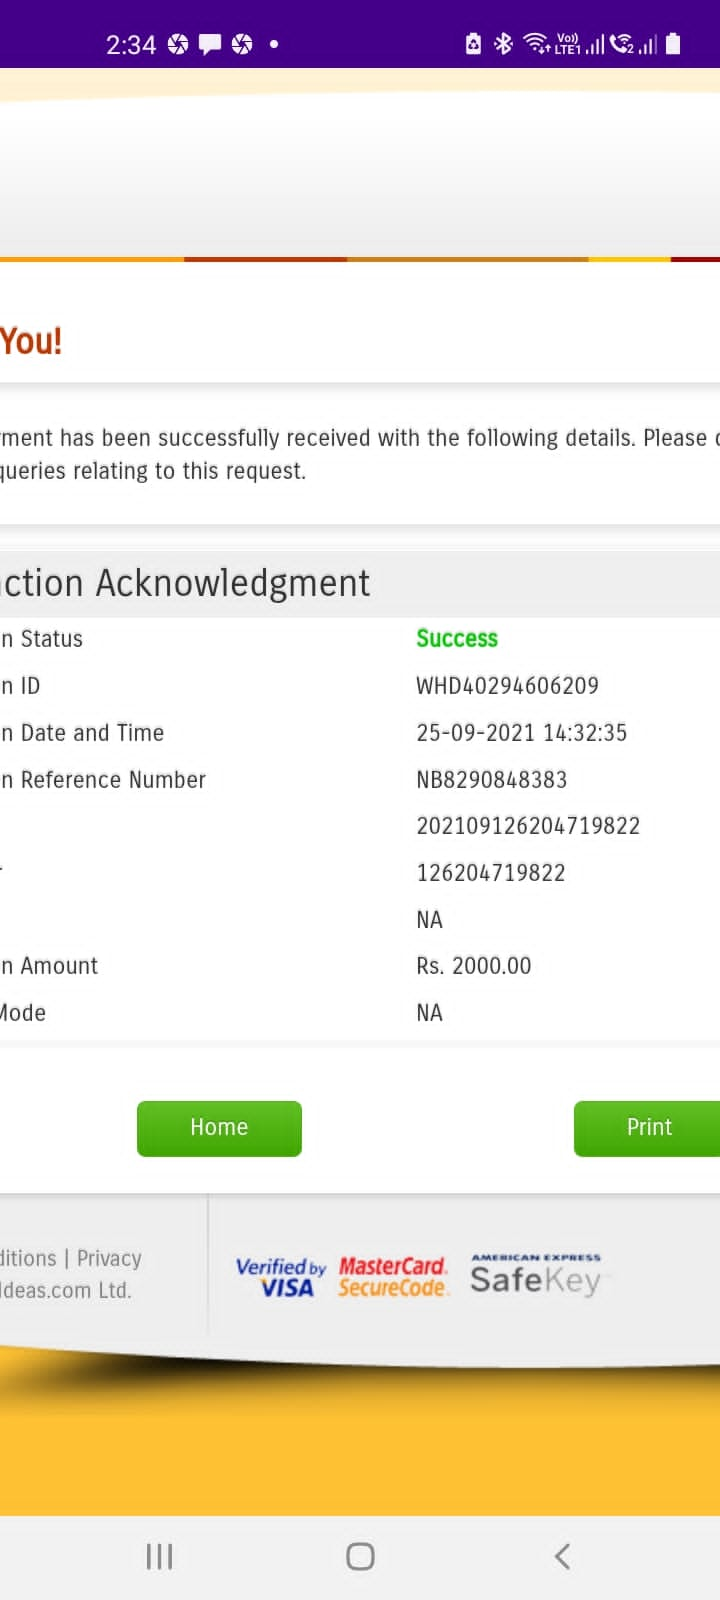 2:34 Vo)) LTE1 2
You!
ment has been successfully received with the following details. Please
queries relating to this request.
ction Acknowledgment
n Status Success
n ID WHD40294606209
n Date and Time 25-09-2021 14:32:35
n Reference Number NB8290848383
202109126204719822
126204719822
NA
n Amount Rs. 2000.00
Mode NA
Home Print
ditions | Privacy
Ideas.com Ltd.
Verified by VISA
MasterCard. SecureCode.
AMERICAN EXPRESS
SafeKey